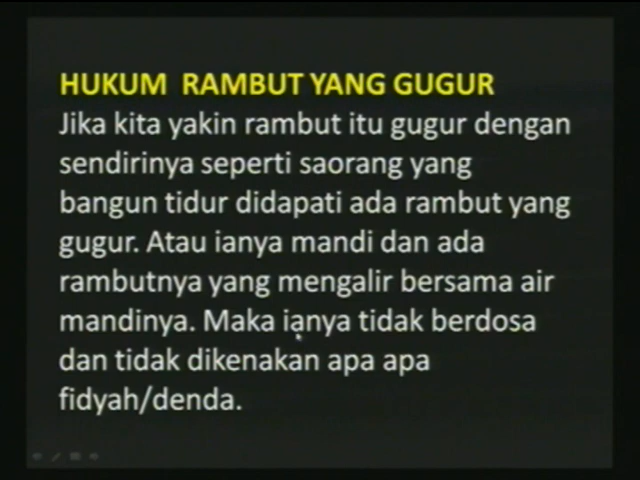 HUKUM RAMBUT YANG GUGUR
Jika kita yakin rambut itu gugur dengan
sendirinya seperti saorang yang
bangun tidur didapati ada rambut yang
gugur. Atau ianya mandi dan ada
rambutnya yang mengalir bersama air
mandinya. Maka ianya tidak berdosa
dan tidak dikenakan apa apa
fidyah/denda.